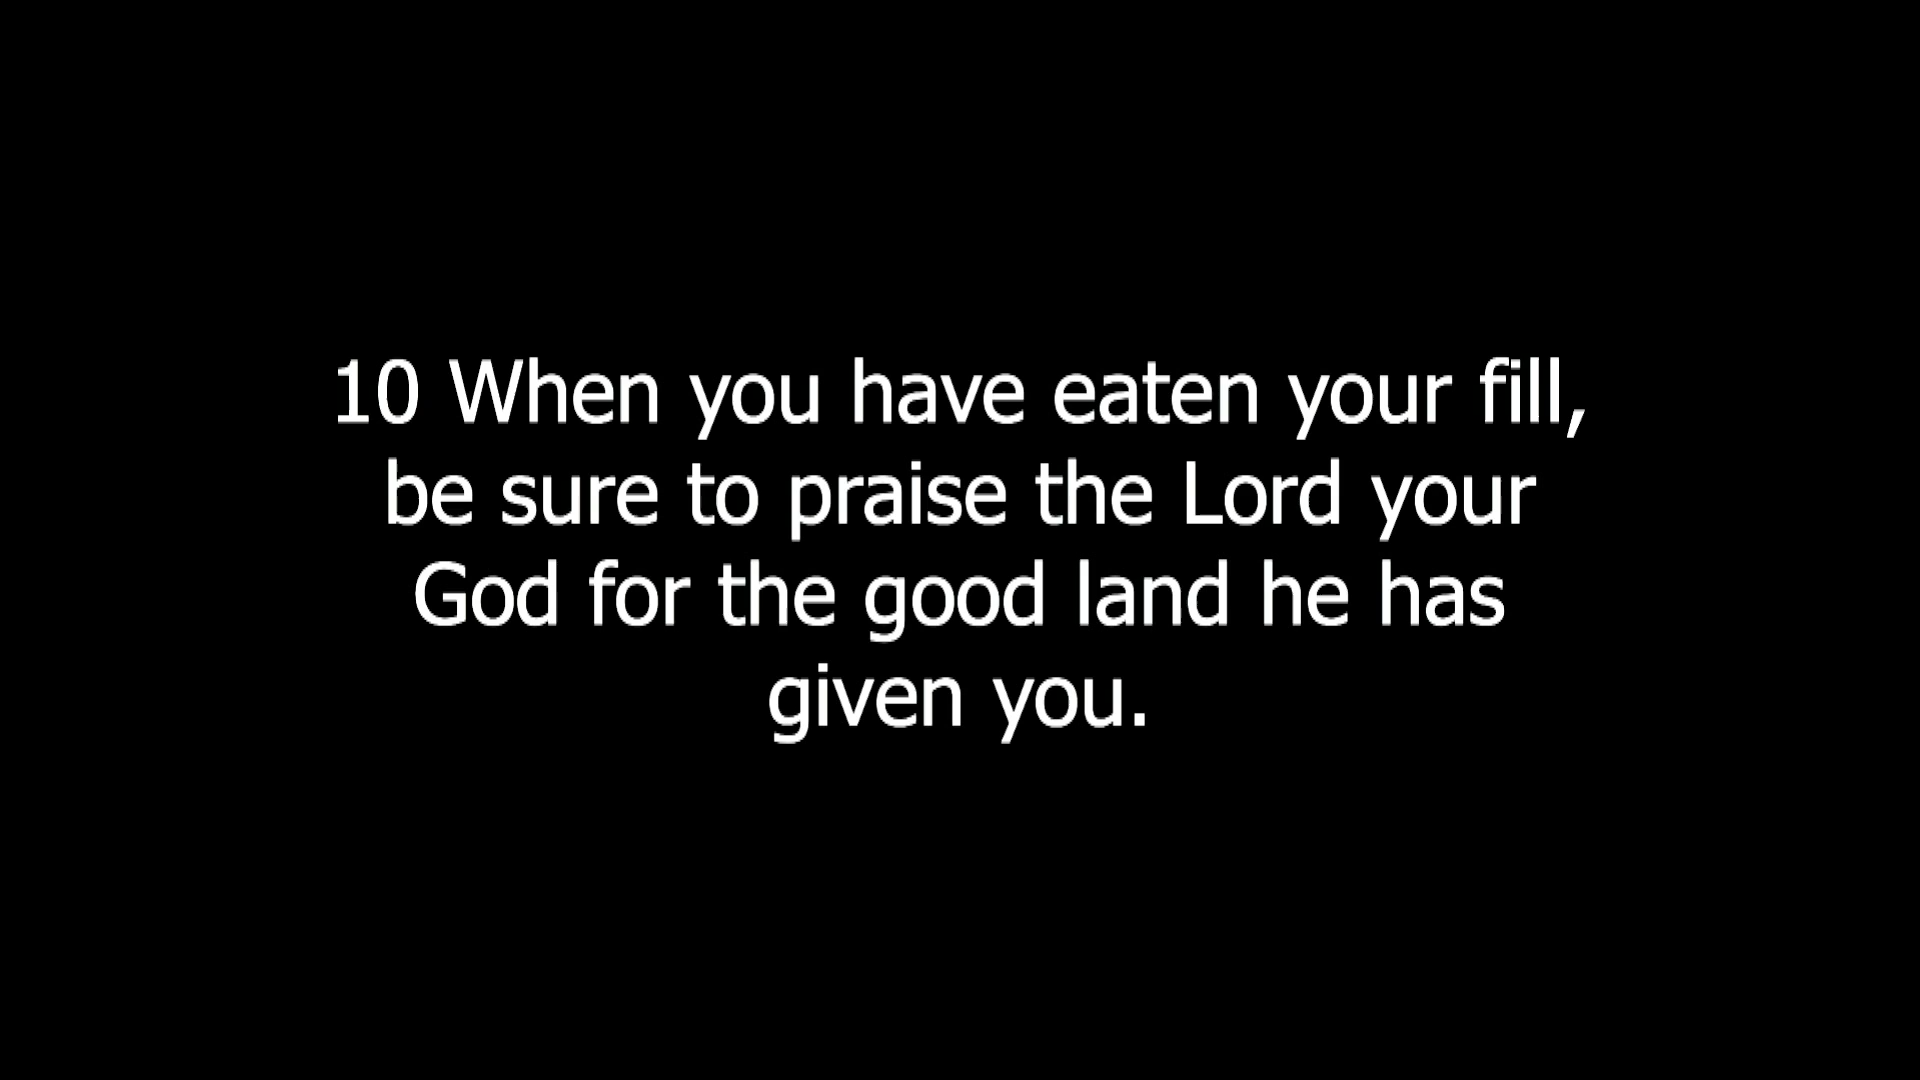 10 When you have eaten your fill,
be sure to praise the Lord your
God for the good land he has
given you.